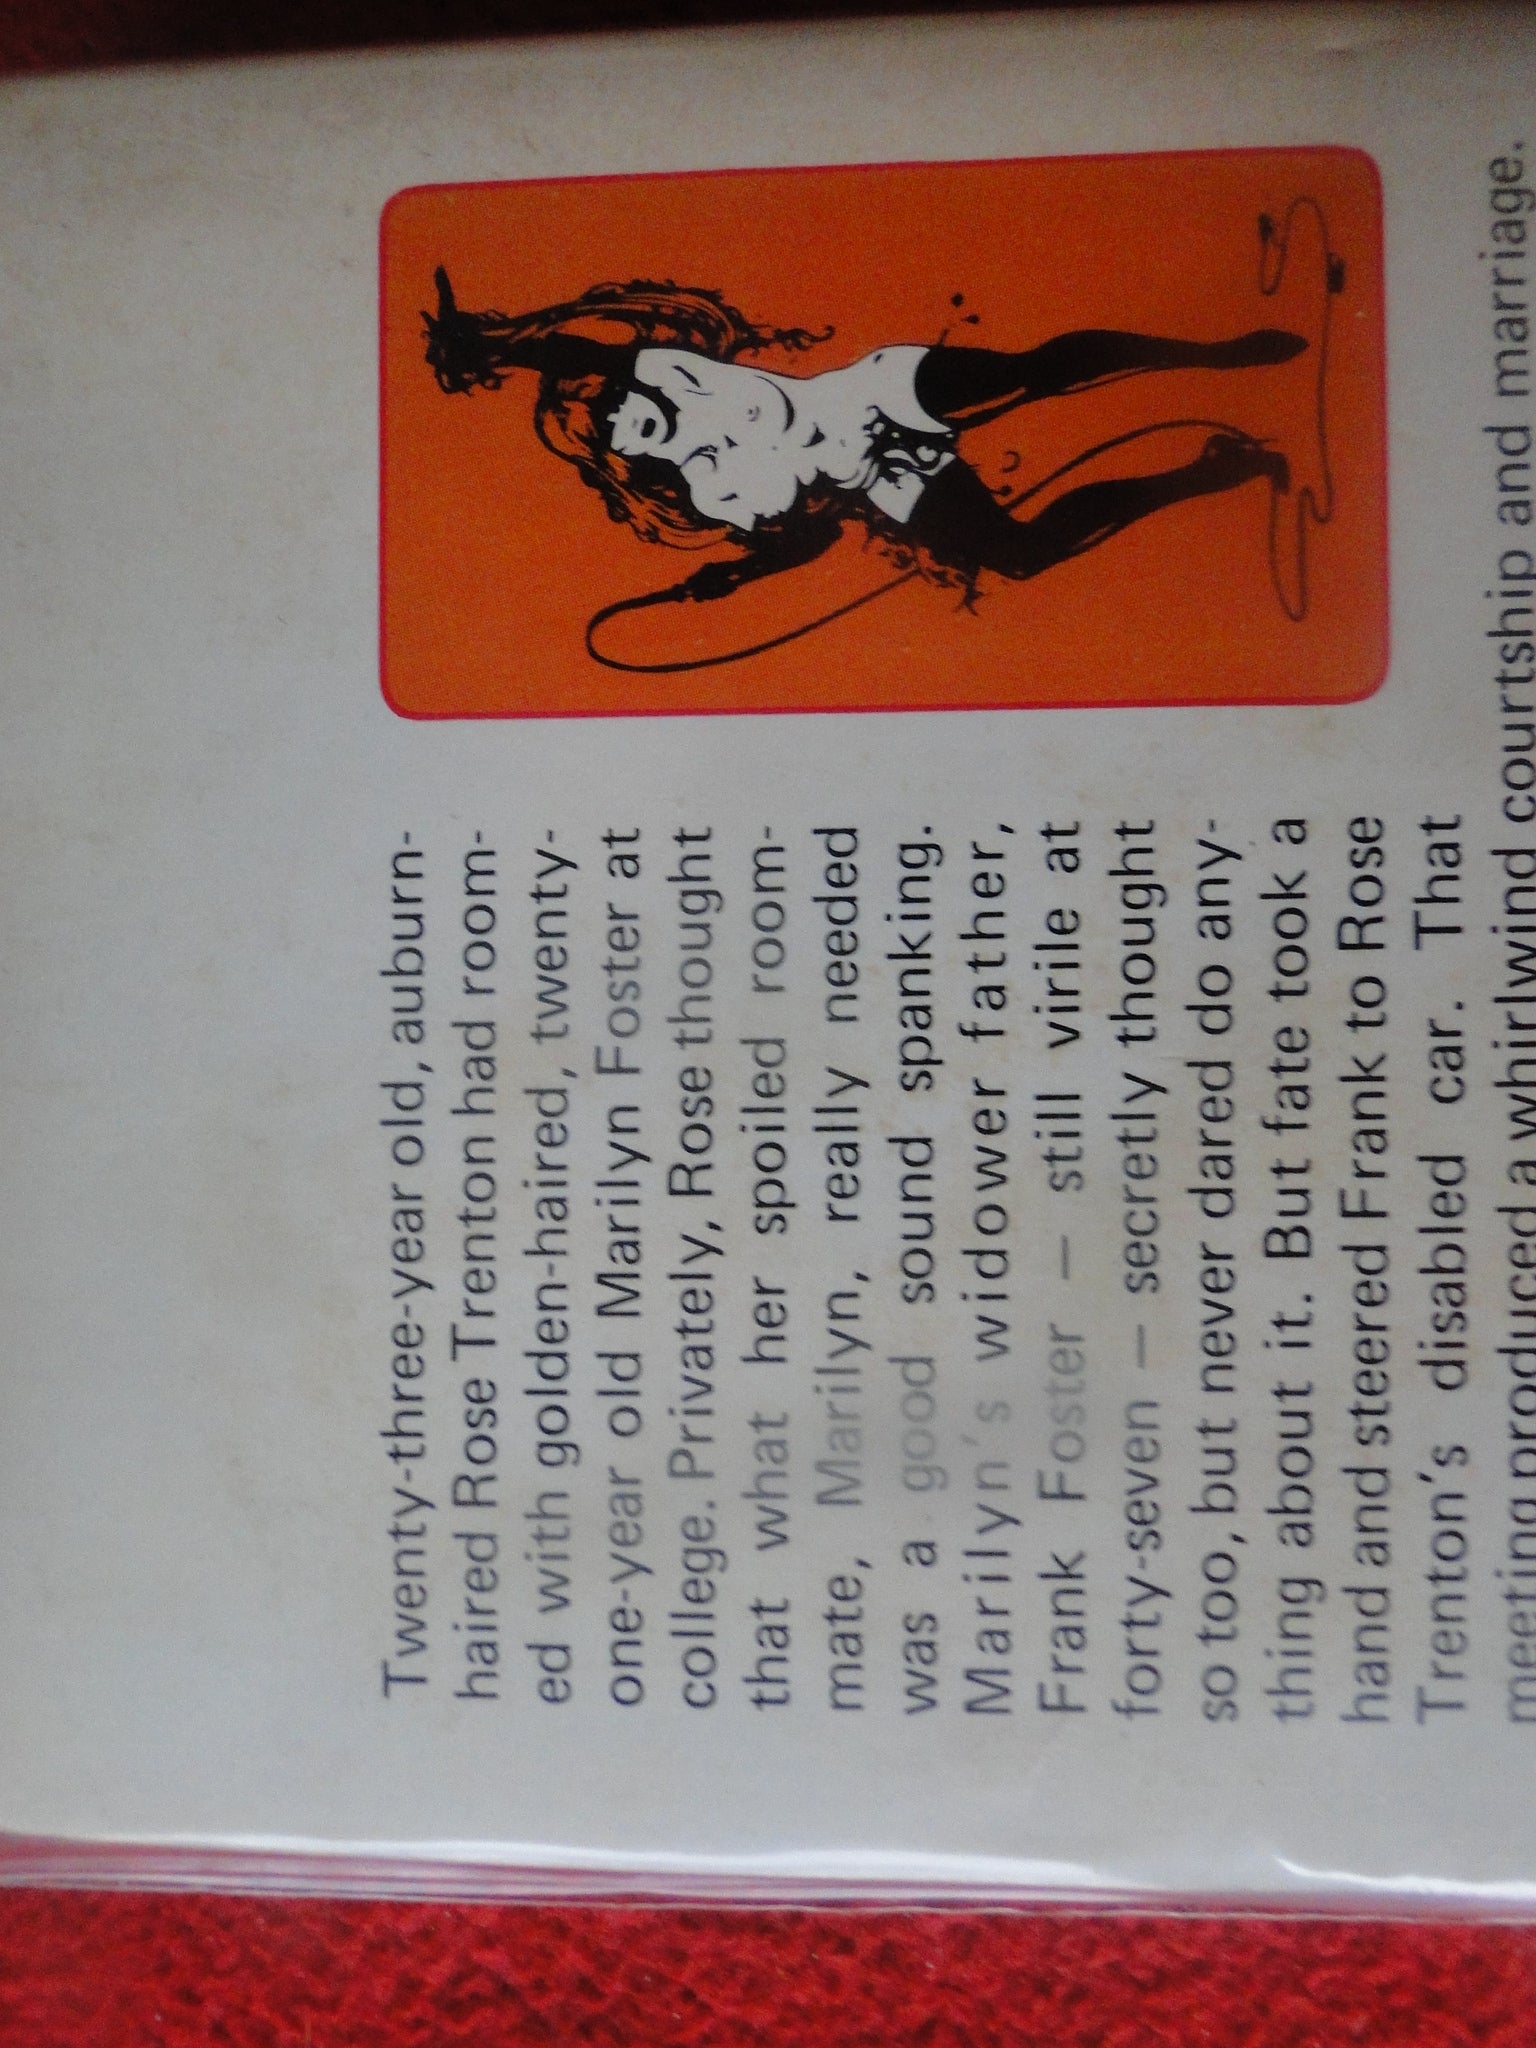 Twenty-three-year old, auburn-
haired Rose Trenton had room-
ed with golden-haired, twenty-
one-year old Marilyn Foster at
college. Privately, Rose thought
that what her spoiled room-
mate, Marilyn, really needed
was a good sound spanking.
Marilyn's widower father,
Frank Foster — still virile at
forty-seven — secretly thought
so too, but never dared do any-
thing about it. But fate took a
hand and steered Frank to Rose
Trenton's disabled car. That
meeting produced a whirlwind courtship and marriage.